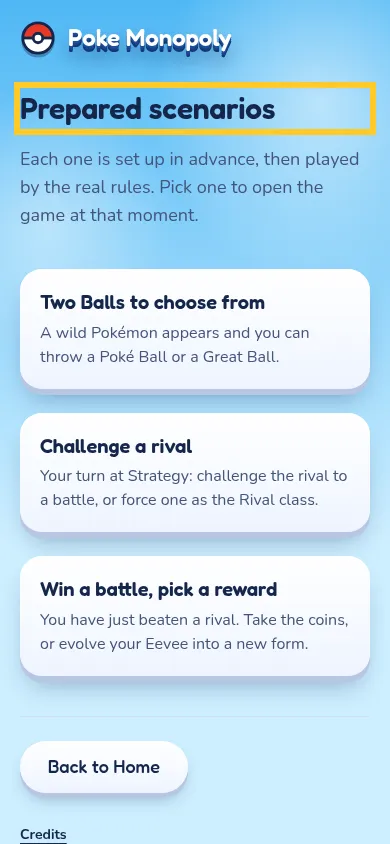 Poke Monopoly
Prepared scenarios
Each one is set up in advance, then played
by the real rules. Pick one to open the
game at that moment.
Two Balls to choose from
A wild Pokémon appears and you can
throw a Poké Ball or a Great Ball.
Challenge a rival
Your turn at Strategy: challenge the rival to
a battle, or force one as the Rival class.
Win a battle, pick a reward
You have just beaten a rival. Take the coins,
or evolve your Eevee into a new form.
Back to Home
Credits